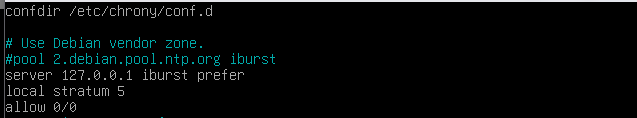 confdir /etc/chrony/conf.d
# Use Debian vendor zone.
#pool 2.debian.pool.ntp.org iburst
server 127.0.0.1 iburst prefer
local stratum 5
allow 0/0